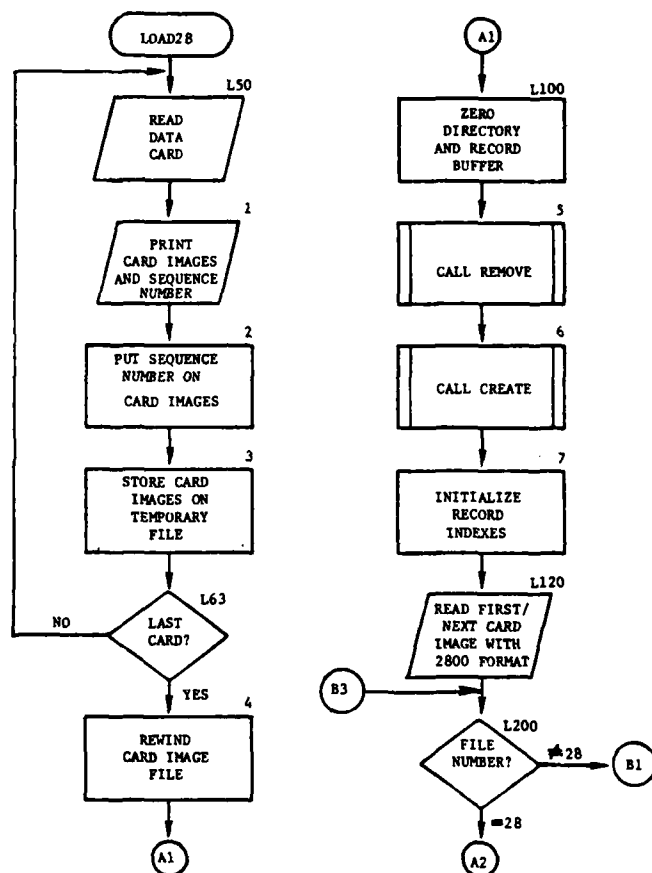 LOAD28
L50
READ
DATA
CARD
1
PRINT
CARD IMAGES
AND SEQUENCE
NUMBER
2
PUT SEQUENCE
NUMBER ON
CARD IMAGES
3
STORE CARD
IMAGES ON
TEMPORARY
FILE
L63
NO
LAST
CARD?
YES
4
REWIND
CARD IMAGE
FILE
A1
A1
L100
ZERO
DIRECTORY
AND RECORD
BUFFER
5
CALL REMOVE
6
CALL CREATE
7
INITIALIZE
RECORD
INDEXES
L120
READ FIRST/
NEXT CARD
IMAGE WITH
2800 FORMAT
B3
L200
FILE
NUMBER?
≠28
B1
=28
A2